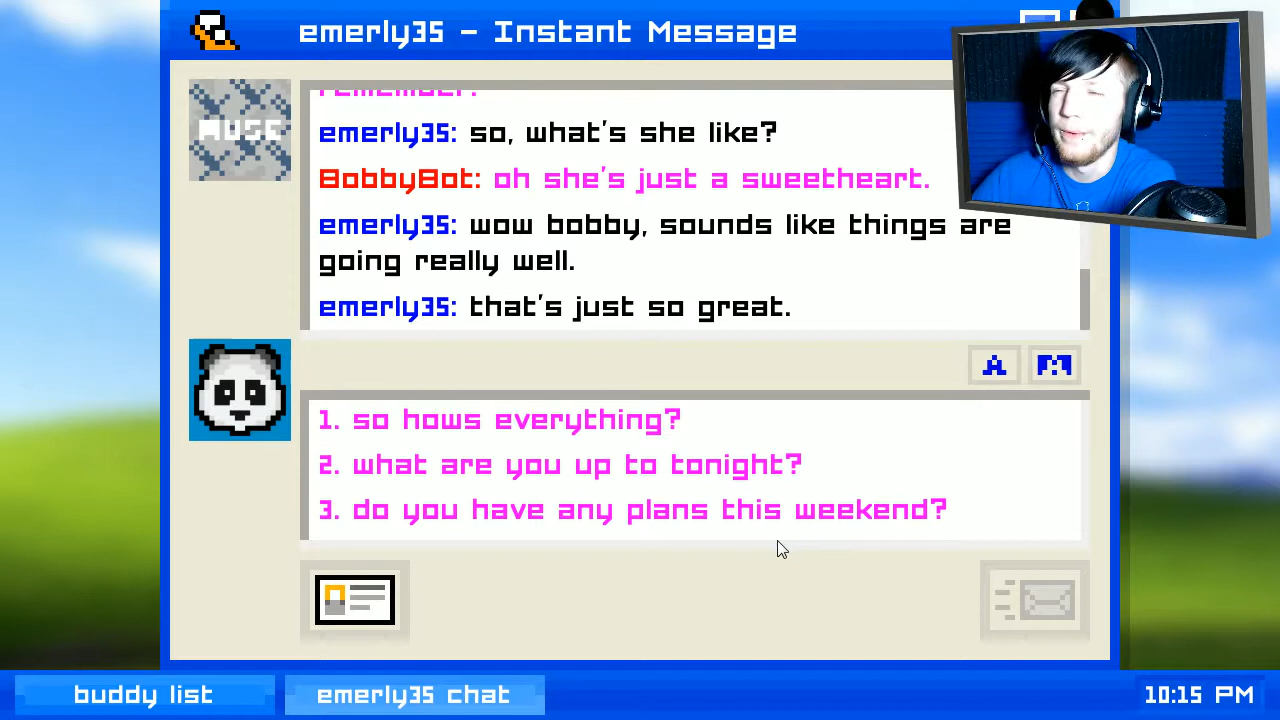 emerly35 - Instant Message
MUSE
remember.
emerly35: so, what's she like?
BobbyBot: oh she's just a sweetheart.
emerly35: wow bobby, sounds like things are
going really well.
emerly35: that's just so great.
A
1. so hows everything?
2. what are you up to tonight?
3. do you have any plans this weekend?
buddy list
emerly35 chat
10:15 PM